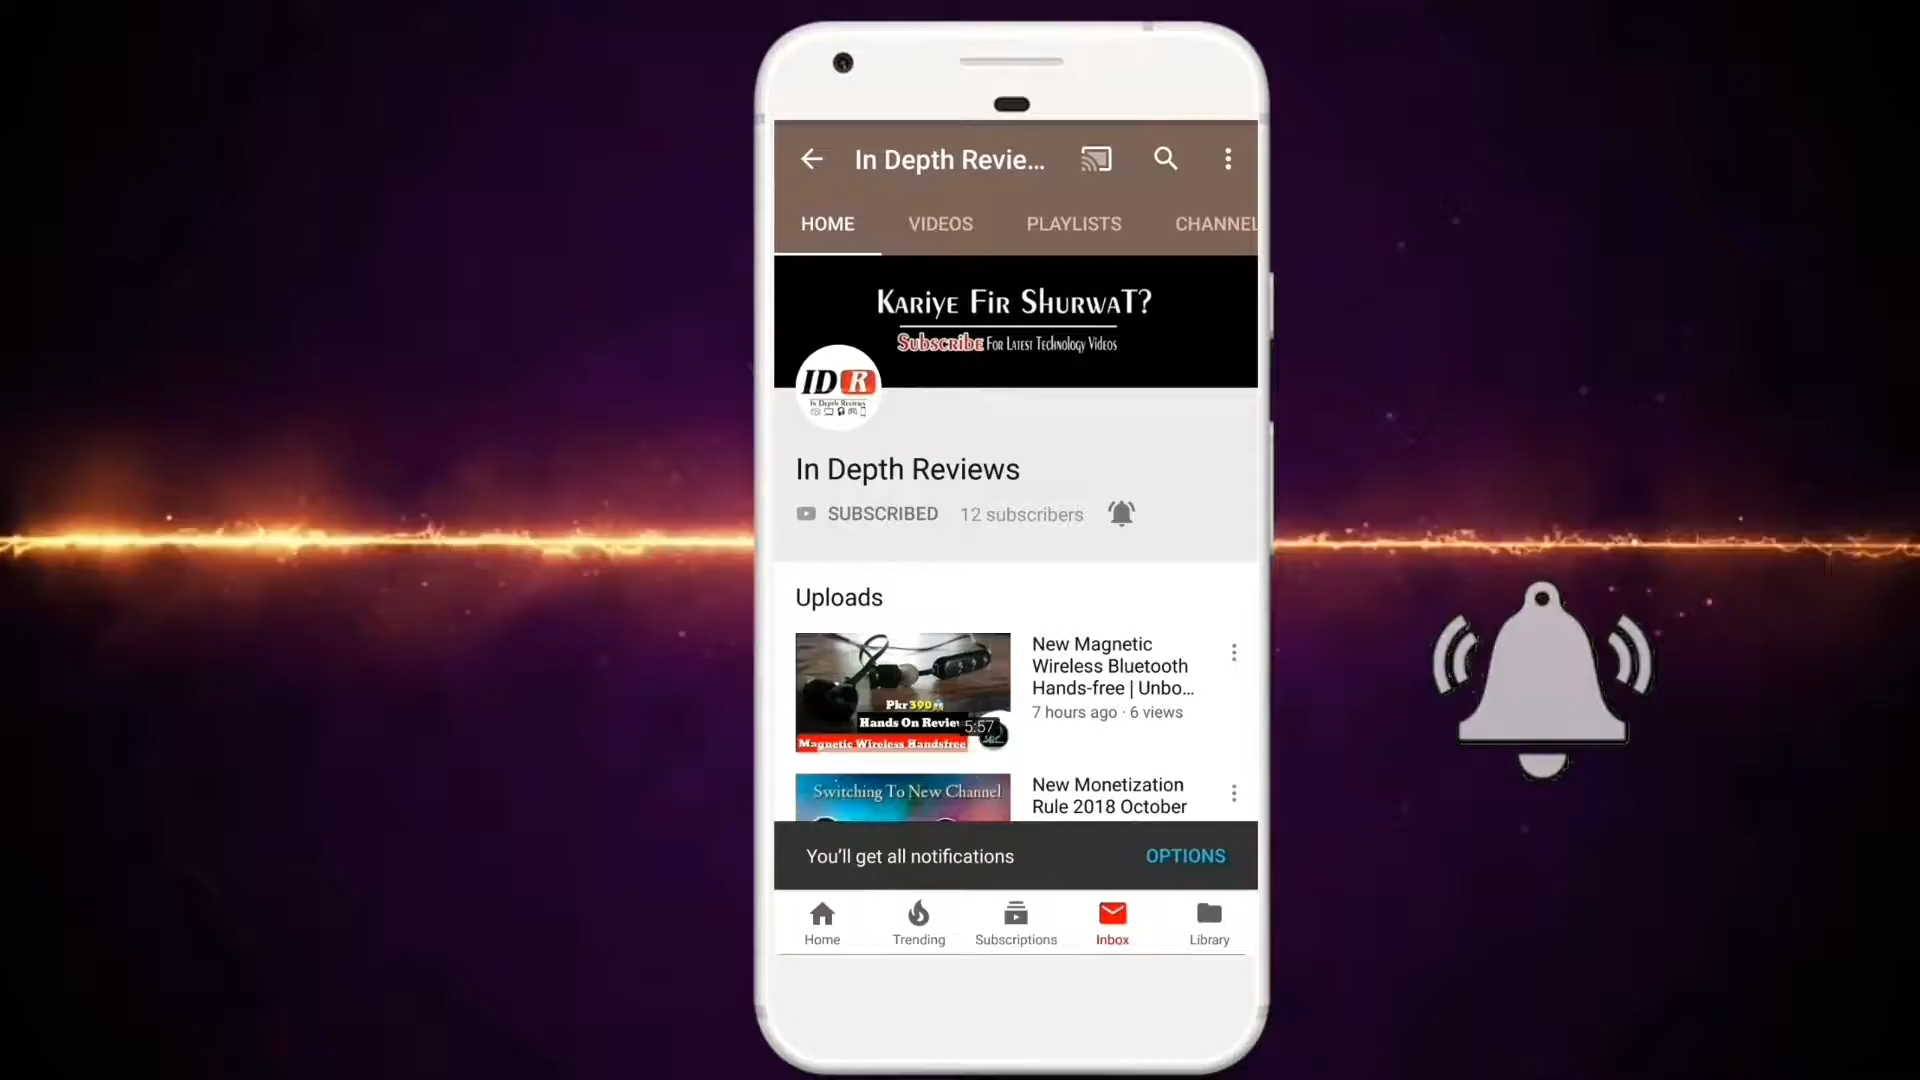 In Depth Revie...
HOME VIDEOS PLAYLISTS CHANNEL
Kariye Fir ShurwaT?
Subscribe For Latest Technology Videos
IDR
In Depth Reviews
In Depth Reviews
SUBSCRIBED 12 subscribers
Uploads
Pkr 390
Hands On Review
5:57
Magnetic Wireless Handsfree
New Magnetic
Wireless Bluetooth
Hands-free | Unbo...
7 hours ago · 6 views
Switching To New Channel
New Monetization
Rule 2018 October
You'll get all notifications OPTIONS
Home Trending Subscriptions Inbox Library